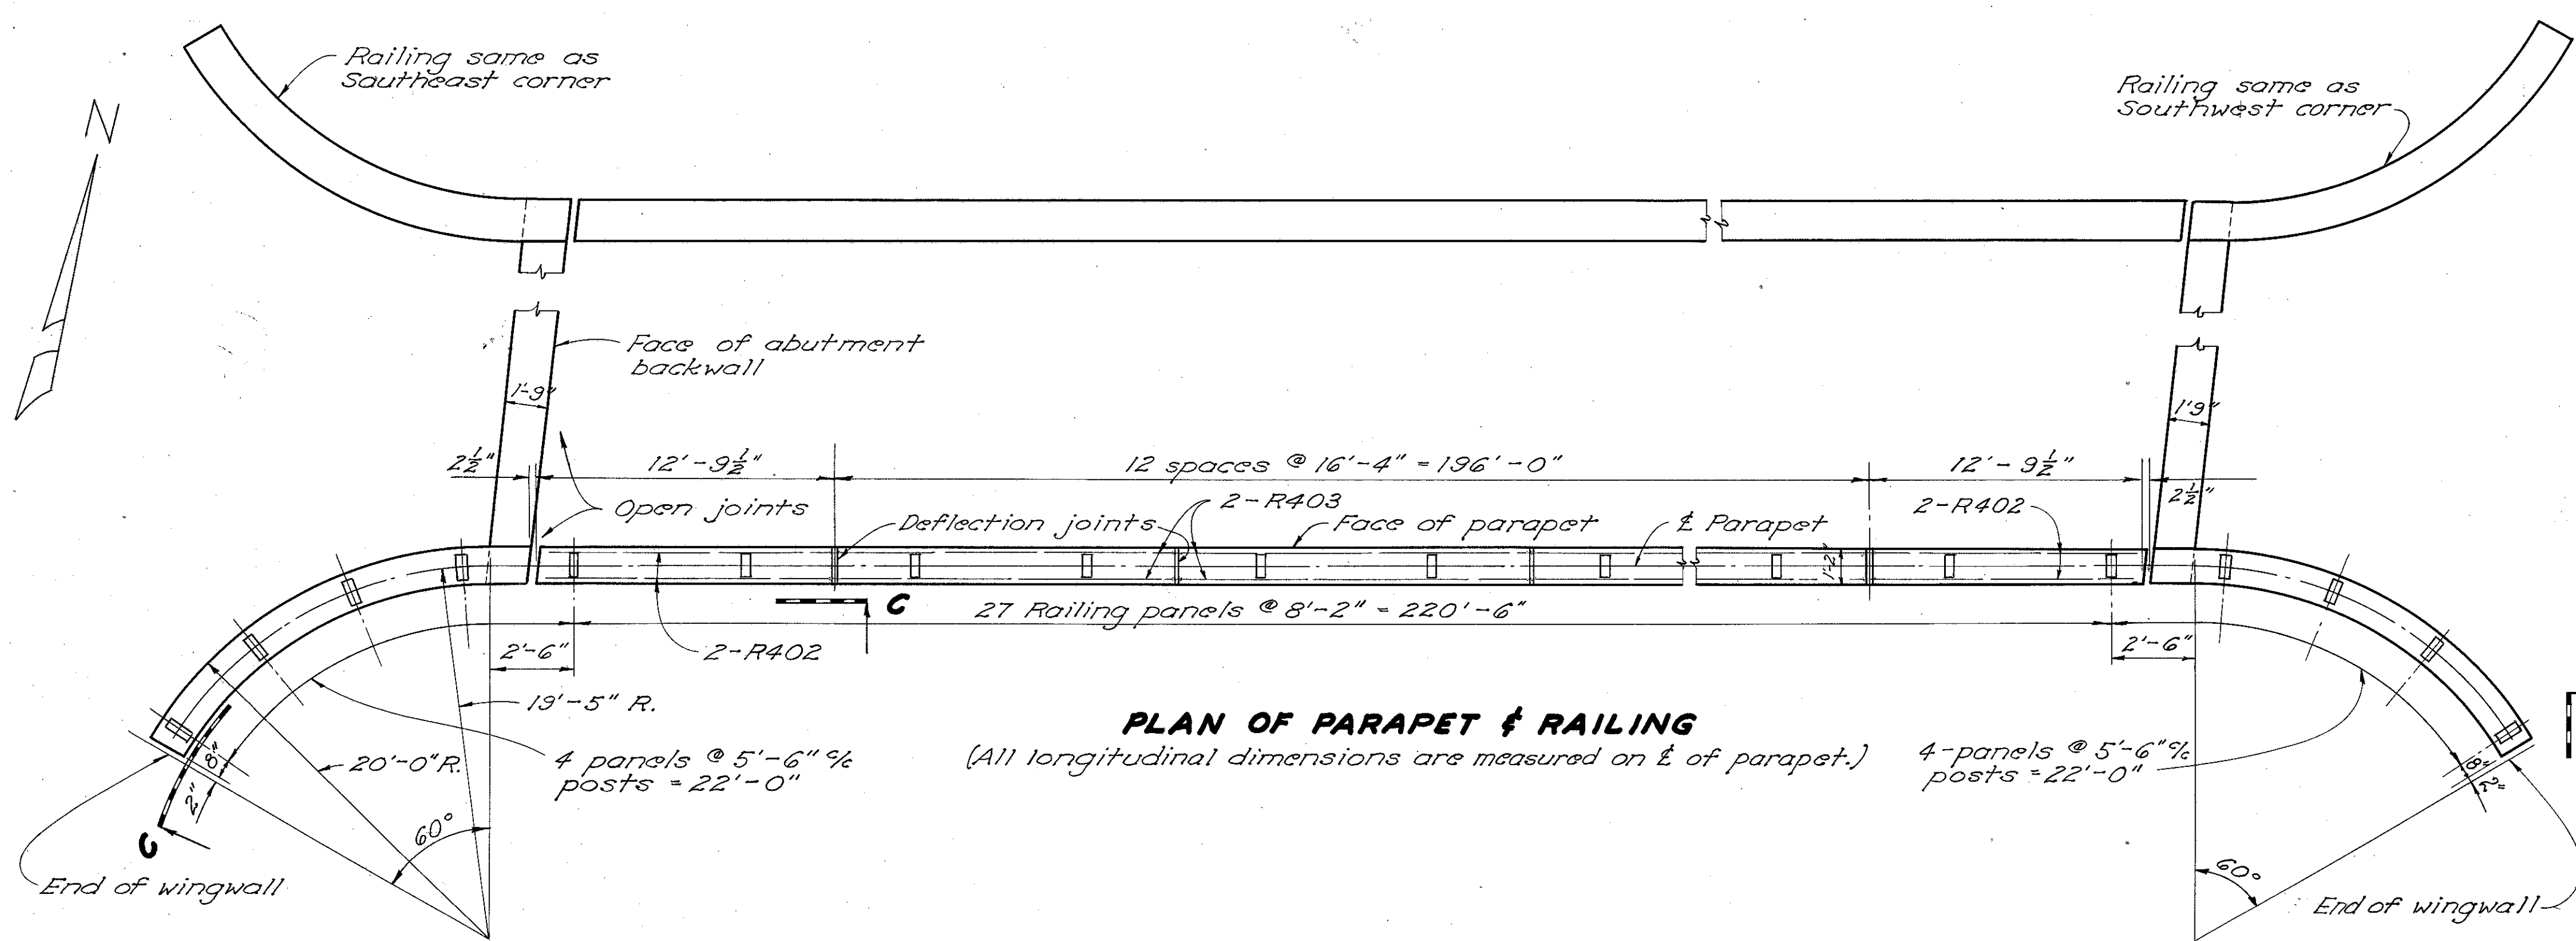 Railing same as
Southeast corner
Railing same as
Southwest corner
N
Face of abutment
backwall
1'-9"
1'9"
2½"
12'-9½"
12 spaces @ 16'-4" = 196'-0"
12'-9½"
2½"
Open joints
Deflection joints
2-R403
Face of parapet
℄ Parapet
2-R402
1'-2"
C
27 Railing panels @ 8'-2" = 220'-6"
2'-6"
2-R402
2'-6"
19'-5" R.
20'-0" R.
4 panels @ 5'-6" c/c
posts = 22'-0"
PLAN OF PARAPET & RAILING
(All longitudinal dimensions are measured on ℄ of parapet.)
4-panels @ 5'-6" c/c
posts = 22'-0"
8"
2"
8"
2"
60°
60°
C
End of wingwall
End of wingwall